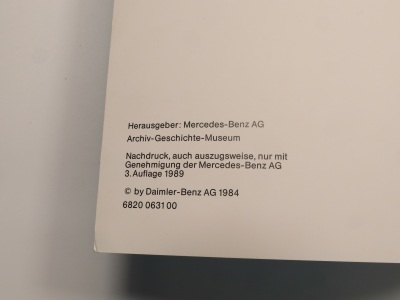 Herausgeber: Mercedes-Benz AG
Archiv-Geschichte-Museum
Nachdruck, auch auszugsweise, nur mit
Genehmigung der Mercedes-Benz AG
3. Auflage 1989
© by Daimler-Benz AG 1984
6820 0631 00